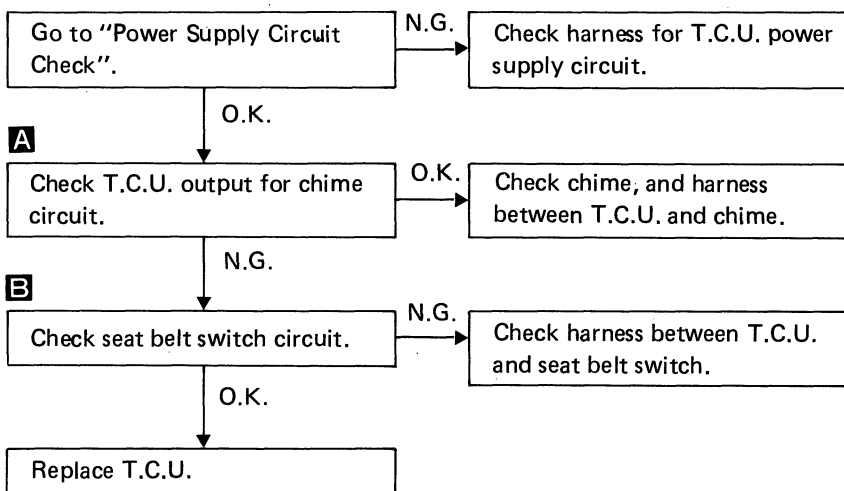 Go to "Power Supply Circuit
Check".
N.G.
Check harness for T.C.U. power
supply circuit.
O.K.
A
Check T.C.U. output for chime
circuit.
O.K.
Check chime, and harness
between T.C.U. and chime.
N.G.
B
Check seat belt switch circuit.
N.G.
Check harness between T.C.U.
and seat belt switch.
O.K.
Replace T.C.U.